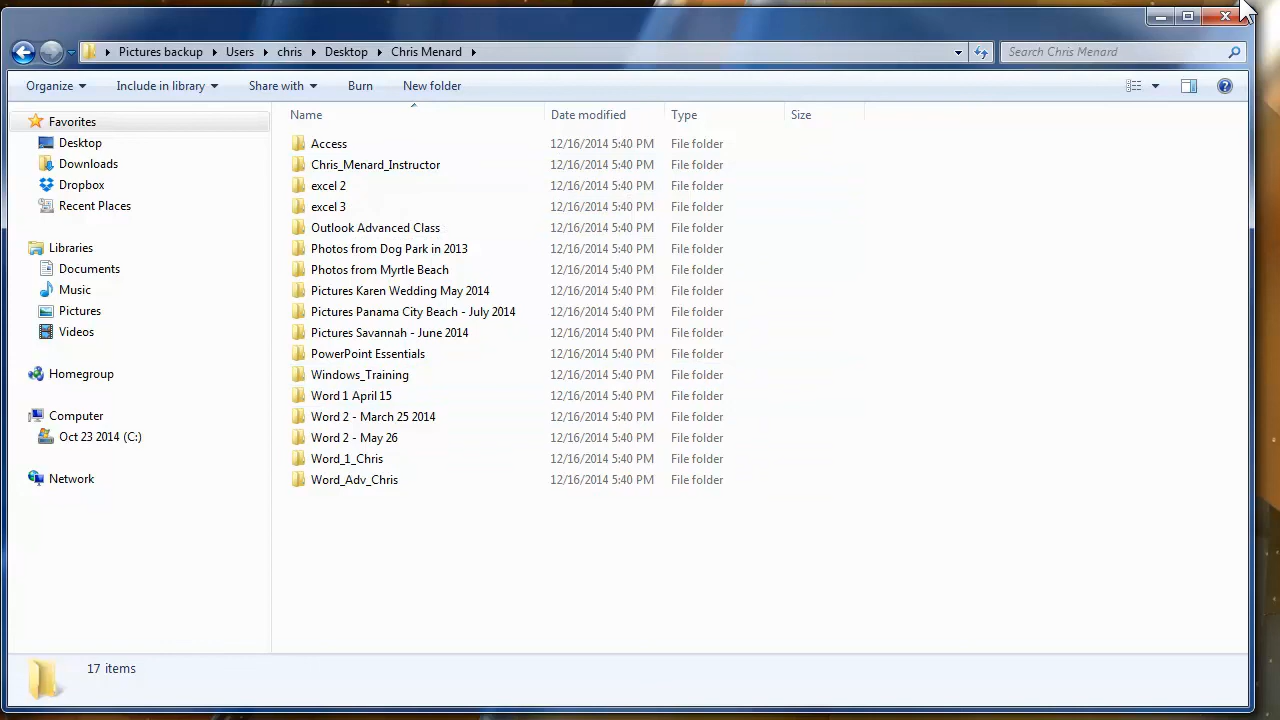 Pictures backup Users chris Desktop Chris Menard Search Chris Menard
Organize Include in library Share with Burn New folder
Name Date modified Type Size
Favorites
Desktop
Downloads
Dropbox
Recent Places
Libraries
Documents
Music
Pictures
Videos
Homegroup
Computer
Oct 23 2014 (C:)
Network
Access 12/16/2014 5:40 PM File folder
Chris_Menard_Instructor 12/16/2014 5:40 PM File folder
excel 2 12/16/2014 5:40 PM File folder
excel 3 12/16/2014 5:40 PM File folder
Outlook Advanced Class 12/16/2014 5:40 PM File folder
Photos from Dog Park in 2013 12/16/2014 5:40 PM File folder
Photos from Myrtle Beach 12/16/2014 5:40 PM File folder
Pictures Karen Wedding May 2014 12/16/2014 5:40 PM File folder
Pictures Panama City Beach - July 2014 12/16/2014 5:40 PM File folder
Pictures Savannah - June 2014 12/16/2014 5:40 PM File folder
PowerPoint Essentials 12/16/2014 5:40 PM File folder
Windows_Training 12/16/2014 5:40 PM File folder
Word 1 April 15 12/16/2014 5:40 PM File folder
Word 2 - March 25 2014 12/16/2014 5:40 PM File folder
Word 2 - May 26 12/16/2014 5:40 PM File folder
Word_1_Chris 12/16/2014 5:40 PM File folder
Word_Adv_Chris 12/16/2014 5:40 PM File folder
17 items